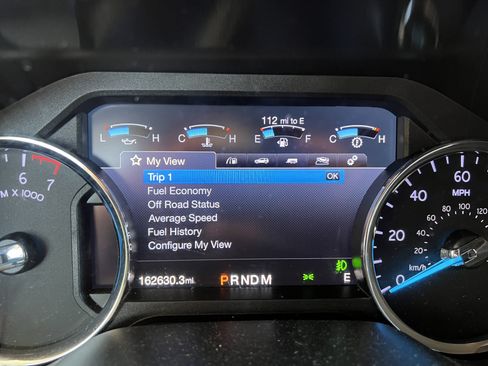 112 mi to E
L H C H E F C H
My View
Trip 1 OK
Fuel Economy
Off Road Status
Average Speed
Fuel History
Configure My View
162630.3mi PRNDM E
6 7
M X 1000
0
20
40
60
MPH
20
40
60
80
100
120
km/h